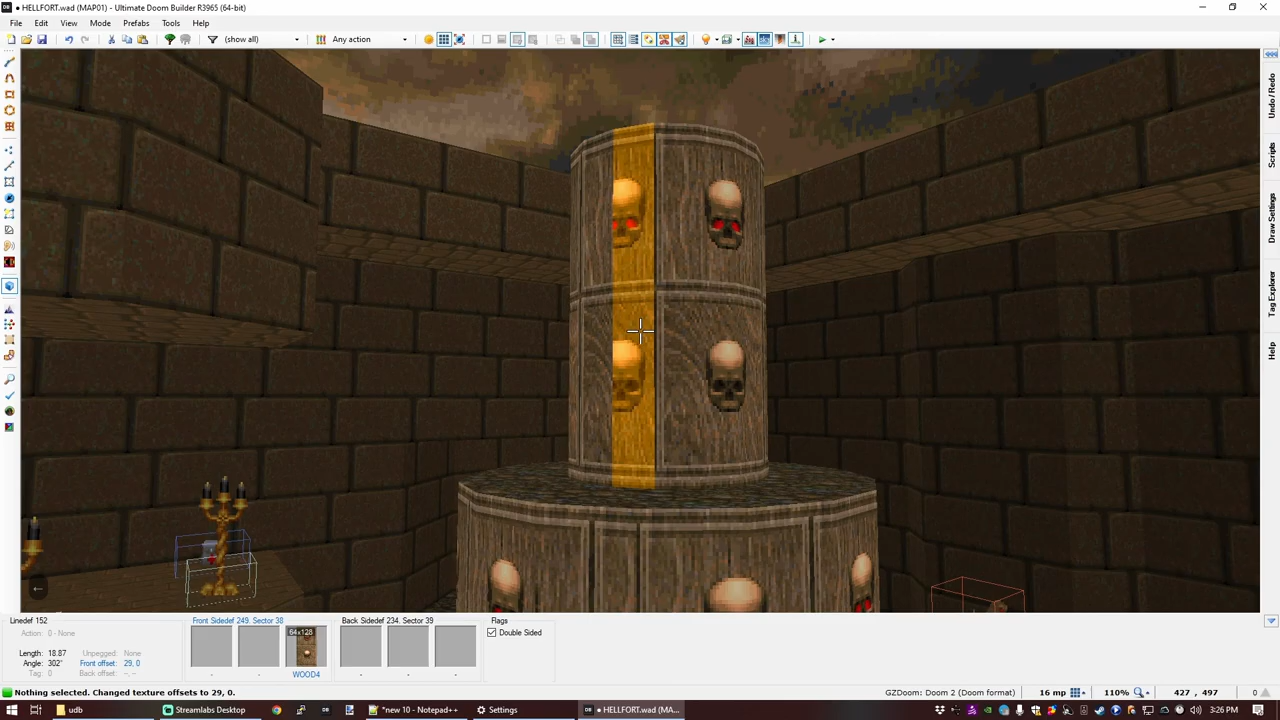 ● HELLFORT.wad (MAP01) - Ultimate Doom Builder R3965 (64-bit)
File Edit View Mode Prefabs Tools Help
(show all) Any action
Undo/Redo
Scripts
Draw Settings
Tag Explorer
Help
Linedef 152
Action: 0 - None
Length: 18.87 Unpegged: None
Angle: 302° Front offset: 29, 0
Tag: 0 Back offset: --, --
Front Sidedef 249. Sector 38
64x128
- - WOOD4
Back Sidedef 234. Sector 39
- - -
Flags
Double Sided
Nothing selected. Changed texture offsets to 29, 0.
GZDoom: Doom 2 (Doom format) 16 mp 110% 427 , 497 0
udb Streamlabs Desktop *new 10 - Notepad++ Settings ● HELLFORT.wad (MA... 3:26 PM